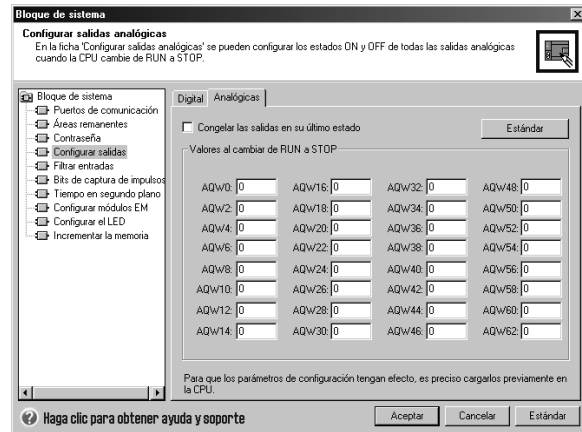 Bloque de sistema
Configurar salidas analógicas
En la ficha 'Configurar salidas analógicas' se pueden configurar los estados ON y OFF de todas las salidas analógicas
cuando la CPU cambie de RUN a STOP.
Bloque de sistema
Puertos de comunicación
Áreas remanentes
Contraseña
Configurar salidas
Filtrar entradas
Bits de captura de impulsos
Tiempo en segundo plano
Configurar módulos EM
Configurar el LED
Incrementar la memoria
Digital Analógicas
Congelar las salidas en su último estado
Estándar
Valores al cambiar de RUN a STOP
AQW0: 0 AQW16: 0 AQW32: 0 AQW48: 0
AQW2: 0 AQW18: 0 AQW34: 0 AQW50: 0
AQW4: 0 AQW20: 0 AQW36: 0 AQW52: 0
AQW6: 0 AQW22: 0 AQW38: 0 AQW54: 0
AQW8: 0 AQW24: 0 AQW40: 0 AQW56: 0
AQW10: 0 AQW26: 0 AQW42: 0 AQW58: 0
AQW12: 0 AQW28: 0 AQW44: 0 AQW60: 0
AQW14: 0 AQW30: 0 AQW46: 0 AQW62: 0
Para que los parámetros de configuración tengan efecto, es preciso cargarlos previamente en
la CPU.
Haga clic para obtener ayuda y soporte
Aceptar Cancelar Estándar